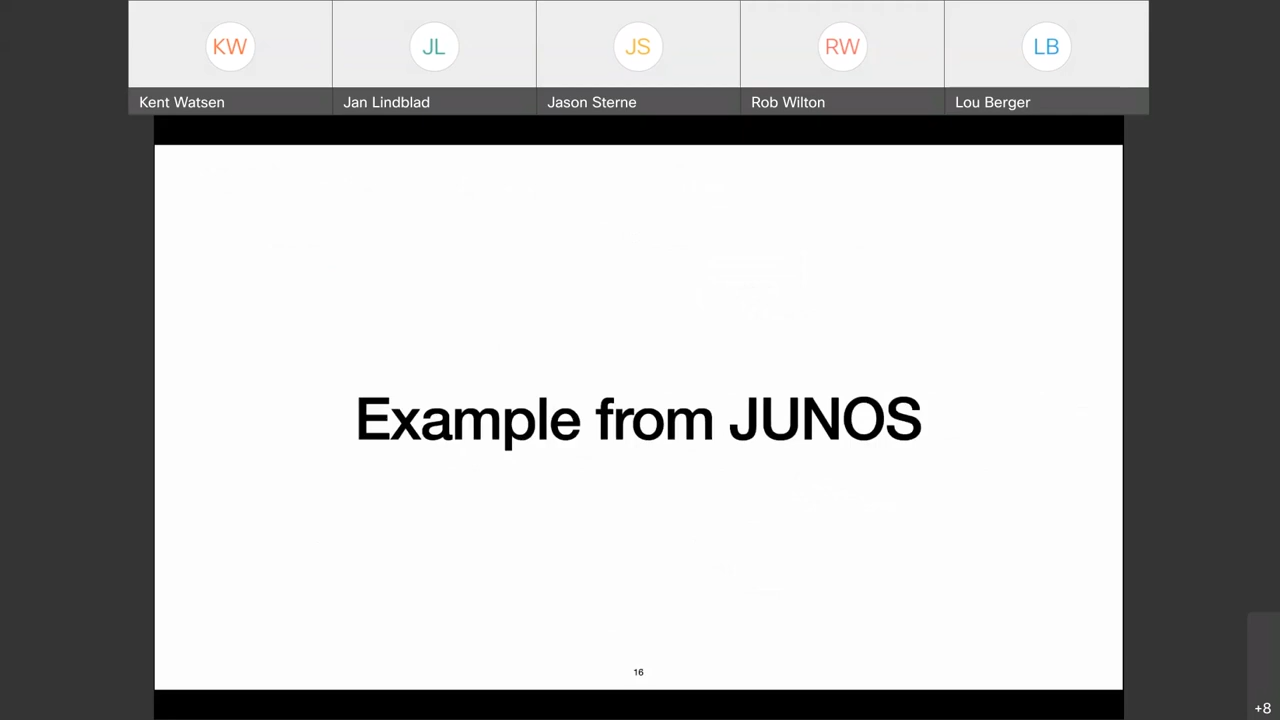 KW
JL
JS
RW
LB
Kent Watsen
Jan Lindblad
Jason Sterne
Rob Wilton
Lou Berger
Example from JUNOS
16
+8